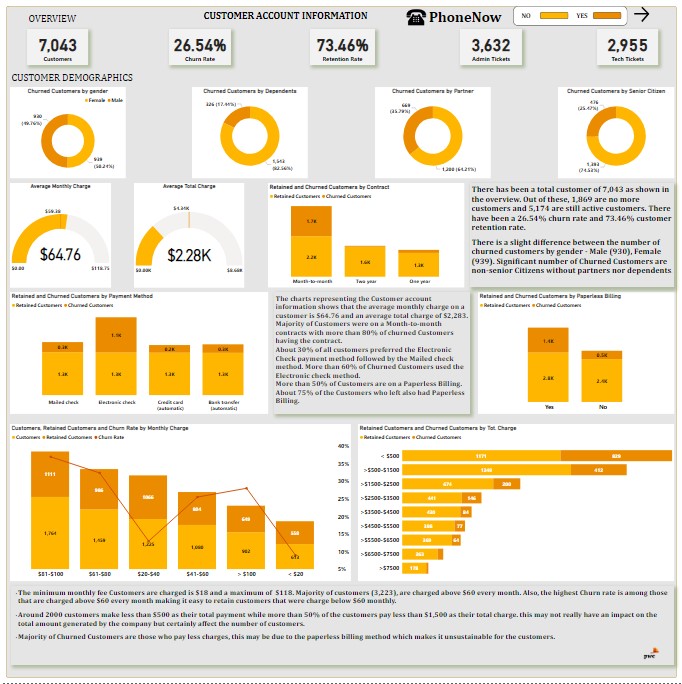 OVERVIEW
CUSTOMER ACCOUNT INFORMATION
PhoneNow
NO YES
7,043
Customers
26.54%
Churn Rate
73.46%
Retention Rate
3,632
Admin Tickets
2,955
Tech Tickets
CUSTOMER DEMOGRAPHICS
Churned Customers by gender
Female Male
930
(49.76%)
939
(50.24%)
Churned Customers by Dependents
326 (17.44%)
1,543
(82.56%)
Churned Customers by Partner
669
(35.79%)
1,200 (64.21%)
Churned Customers by Senior Citizen
476
(25.47%)
1,393
(74.53%)
Average Monthly Charge
$59.38
$64.76
$0.00
$118.75
Average Total Charge
$4.34K
$2.28K
$0.00K
$8.68K
Retained and Churned Customers by Contract
Retained Customers Churned Customers
1.7K
2.2K
1.6K
1.3K
Month-to-month
Two year
One year
There has been a total customer of 7,043 as shown in
the overview. Out of these, 1,869 are no more
customers and 5,174 are still active customers. There
have been a 26.54% churn rate and 73.46% customer
retention rate.
There is a slight difference between the number of
churned customers by gender - Male (930), Female
(939). Significant number of Churned Customers are
non-senior Citizens without partners nor dependents
Retained and Churned Customers by Payment Method
Retained Customers Churned Customers
0.3K
1.3K
1.1K
1.3K
0.2K
1.3K
0.3K
1.3K
Mailed check
Electronic check
Credit card
(automatic)
Bank transfer
(automatic)
The charts representing the Customer account
information shows that the average monthly charge on a
customer is $64.76 and an average total charge of $2,283.
Majority of Customers were on a Month-to-month
contracts with more than 80% of churned Customers
having the contract.
About 30% of all customers preferred the Electronic
Check payment method followed by the Mailed check
method. More than 60% of Churned Customers used the
Electronic check method.
More than 50% of Customers are on a Paperless Billing.
About 75% of the Customers who left also had Paperless
Billing.
Retained and Churned Customers by Paperless Billing
Retained Customers Churned Customers
1.4K
2.8K
0.5K
2.4K
Yes
No
Customers, Retained Customers and Churn Rate by Monthly Charge
Customers Retained Customers Churn Rate
40%
35%
30%
25%
20%
15%
10%
5%
1111
1,764
1,459
1066
1,225
1,088
649
902
613
$81-$100
$61-$80
$20-$40
$41-$60
> $100
< $20
Retained and Churned Customers by Tot. Charge
Retained Customers Churned Customers
< $500
>$500-$1500
>$1500-$2500
>$2500-$3500
>$3500-$4500
>$4500-$5500
>$5500-$6500
>$6500-$7500
>$7500
1171
412
474
200
77
-The minimum monthly fee Customers are charged is $18 and a maximum of $118. Majority of customers (3,223), are charged above $60 every month. Also, the highest Churn rate is among those
that are charged above $60 every month making it easy to retain customers that were charge below $60 monthly.
-Around 2000 customers make less than $500 as their total payment while more than 50% of the customers pay less than $1,500 as their total charge. this may not really have an impact on the
total amount generated by the company but certainly affect the number of customers.
-Majority of Churned Customers are those who pay less charges, this may be due to the paperless billing method which makes it unsustainable for the customers.
pwc